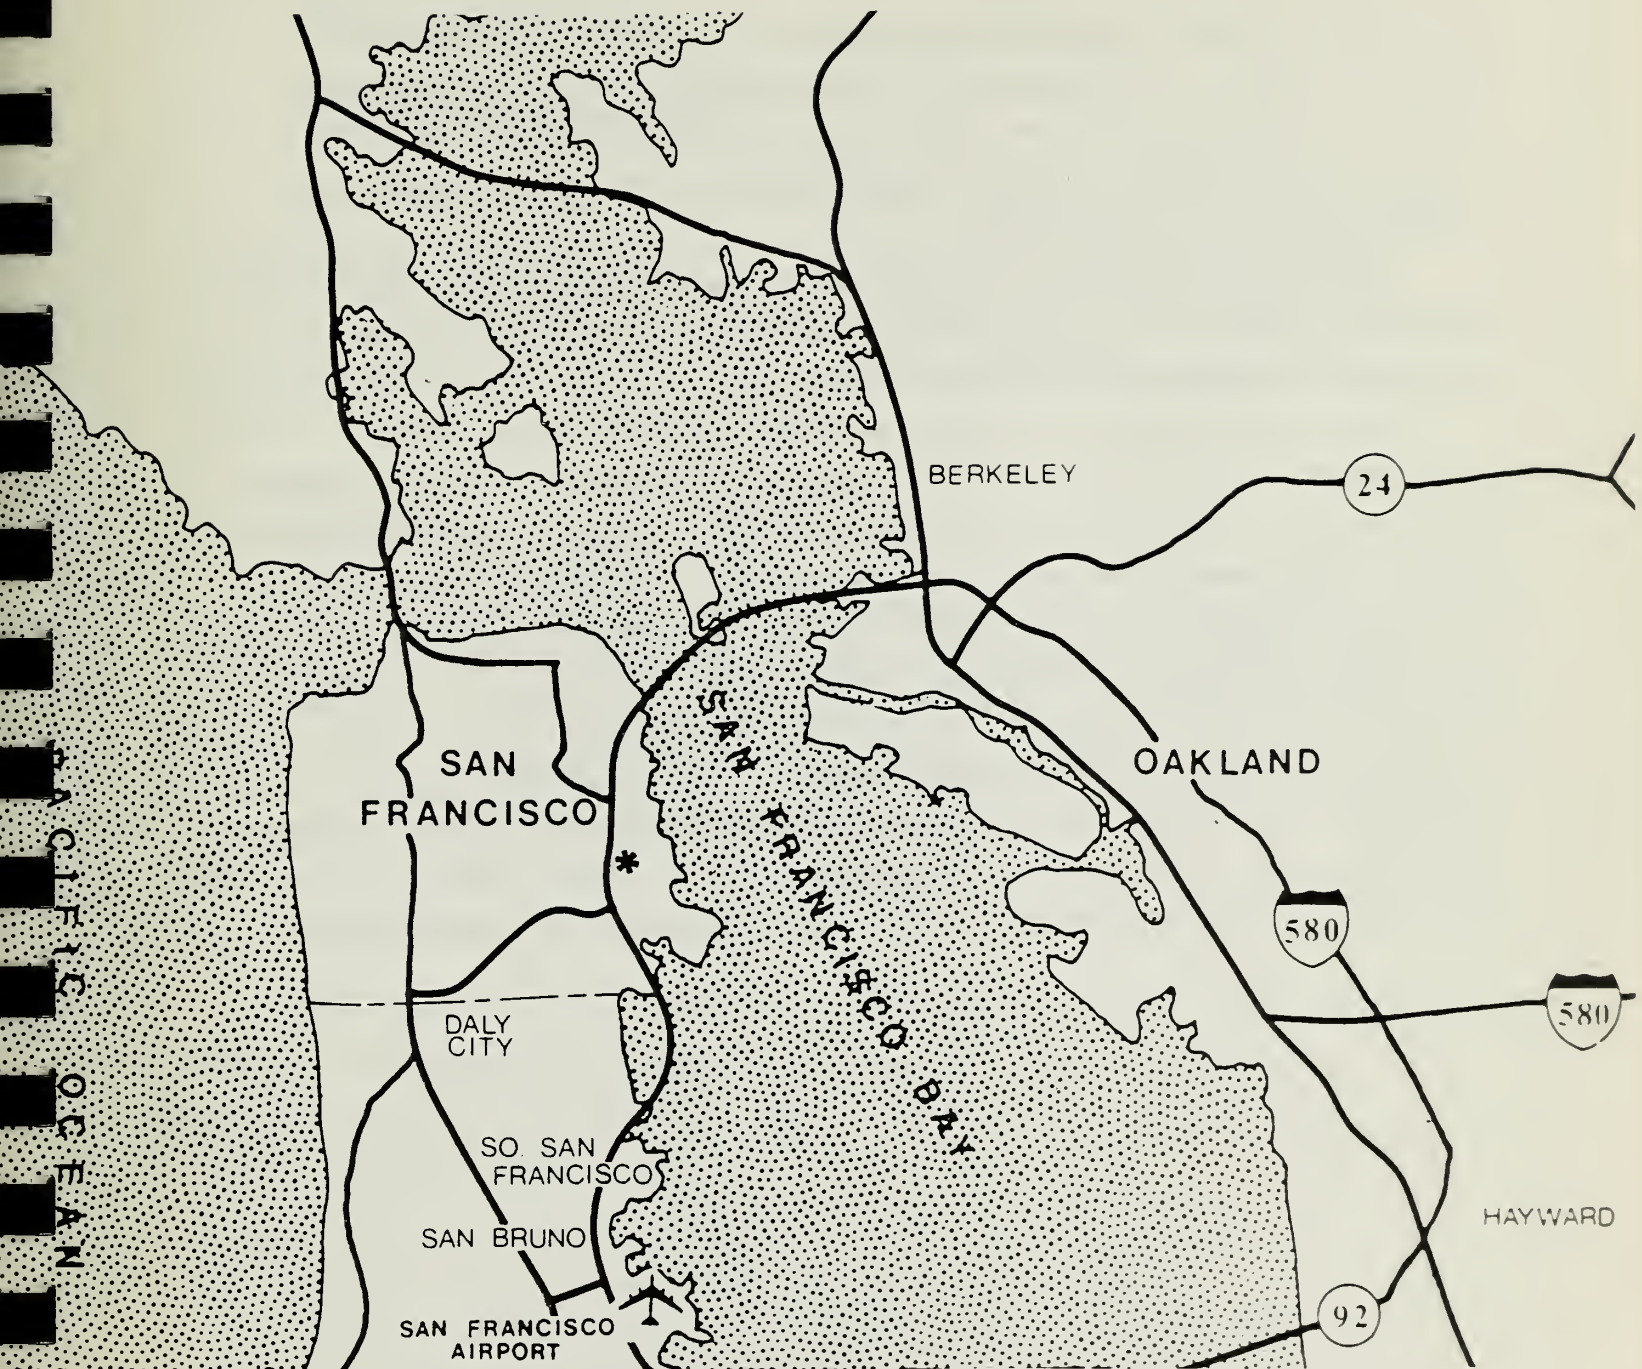 BERKELEY
24
SAN
FRANCISCO
OAKLAND
SAN FRANCISCO BAY
PACIFIC OCEAN
*
580
580
DALY
CITY
SO. SAN
FRANCISCO
SAN BRUNO
HAYWARD
92
SAN FRANCISCO
AIRPORT